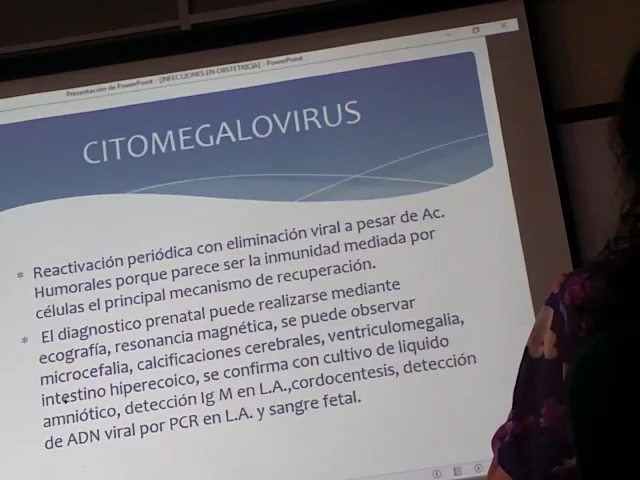 Presentación de PowerPoint - [INFECCIONES EN OBSTETRICIA] - PowerPoint
CITOMEGALOVIRUS
* Reactivación periódica con eliminación viral a pesar de Ac.
Humorales porque parece ser la inmunidad mediada por
células el principal mecanismo de recuperación.
* El diagnostico prenatal puede realizarse mediante
ecografía, resonancia magnética, se puede observar
microcefalia, calcificaciones cerebrales, ventriculomegalia,
intestino hiperecoico, se confirma con cultivo de liquido
amniótico, detección Ig M en L.A.,cordocentesis, detección
de ADN viral por PCR en L.A. y sangre fetal.